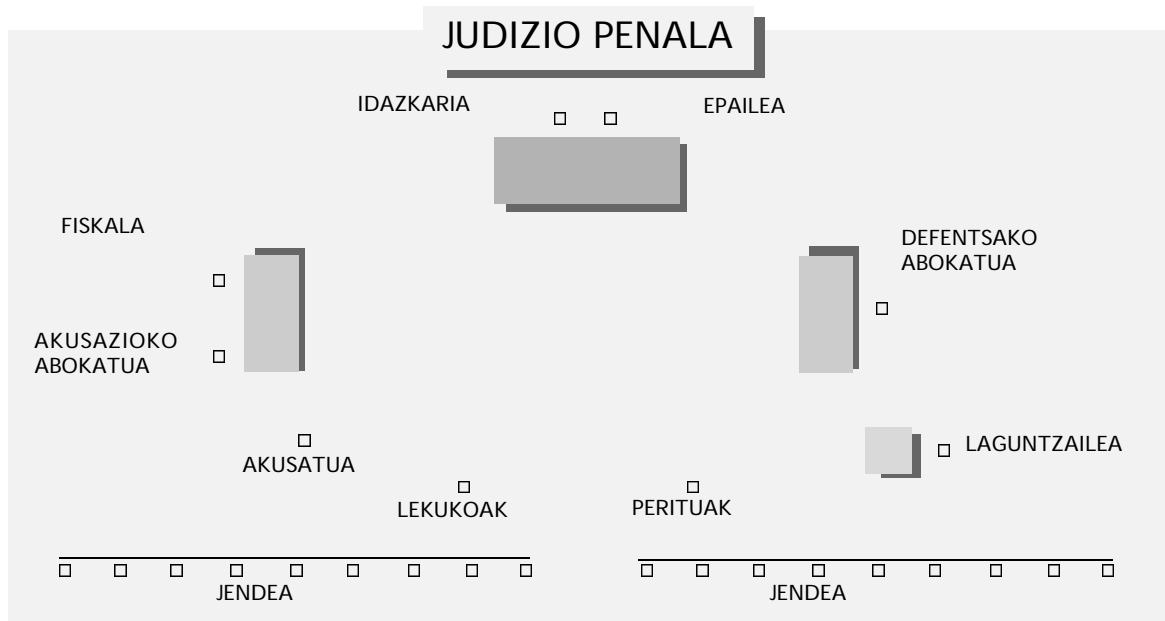 JUDIZIO PENALA
IDAZKARIA
EPAILEA
FISKALA
DEFENTSAKO
ABOKATUA
AKUSAZIOKO
ABOKATUA
AKUSATUA
LAGUNTZAILEA
LEKUKOAK
PERITUAK
JENDEA
JENDEA